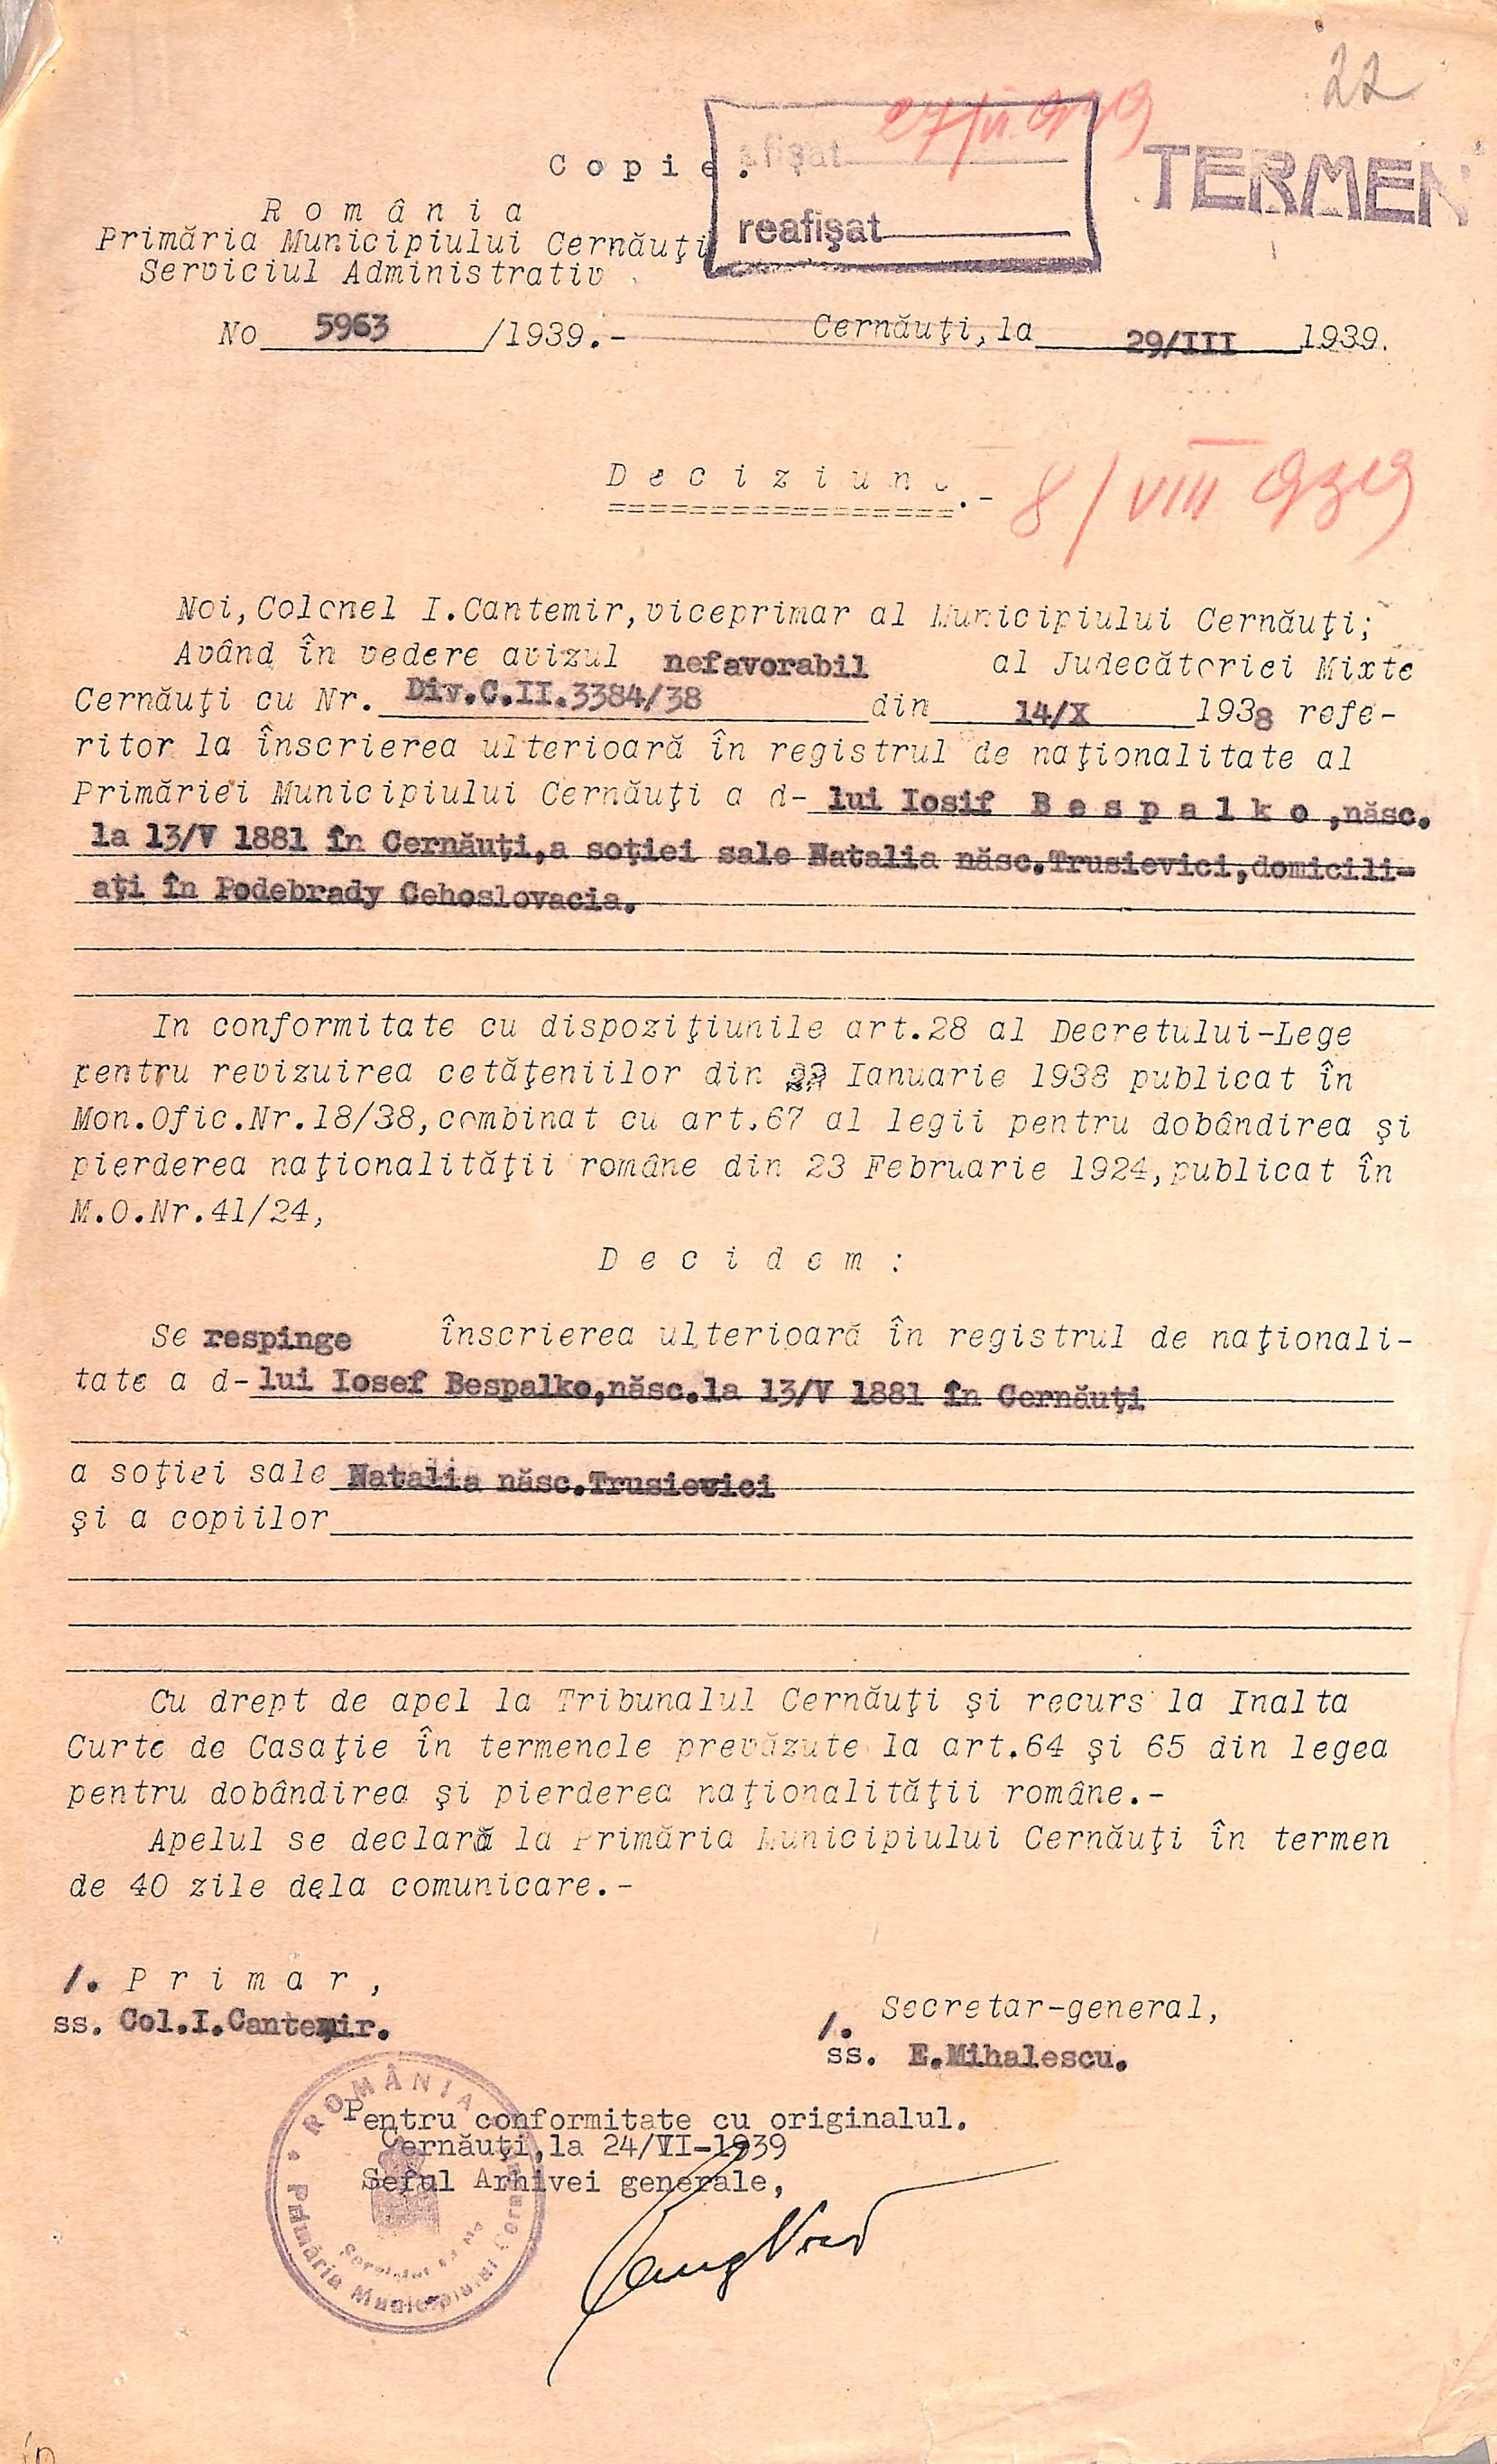 22
27/VI 939
Copie.
afişat
TERMEN
România
reafişat
Primăria Municipiului Cernăuţi
Serviciul Administrativ
No 5963 /1939.- Cernăuţi,la 29/III 1939.
Deciziune.-
8/VIII 939
Noi,Colonel I.Cantemir,viceprimar al Municipiului Cernăuţi;
Având în vedere avizul nefavorabil al Judecătoriei Mixte
Cernăuţi cu Nr. Div.C.II.3384/38 din 14/X 1938 refe-
ritor la înscrierea ulterioară în registrul de naţionalitate al
Primăriei Municipiului Cernăuţi a d- lui Iosif Bespalko,născ.
la 13/V 1881 în Cernăuţi,a soţiei sale Natalia născ.Trusievici,domicili-
aţi în Podebrady Cehoslovacia.
In conformitate cu dispoziţiunile art.28 al Decretului-Lege
pentru revizuirea cetăţeniilor din Ianuarie 1938 publicat în
Mon.Ofic.Nr.18/38,combinat cu art.67 al legii pentru dobândirea şi
pierderea naţionalităţii române din 23 Februarie 1924,publicat în
M.O.Nr.41/24,
Decidem:
Se respinge înscrierea ulterioară în registrul de naţionali-
tate a d-lui Iosef Bespalko,născ.la 13/V 1881 în Cernăuţi
a soţiei sale Natalia născ.Trusievici
şi a copiilor
Cu drept de apel la Tribunalul Cernăuţi şi recurs la Inalta
Curte de Casaţie în termenele prevăzute la art.64 şi 65 din legea
pentru dobândirea şi pierderea naţionalităţii române.-
Apelul se declară la Primăria Municipiului Cernăuţi în termen
de 40 zile dela comunicare.-
/. Primar,
ss. Col.I.Cantemir.
/. Secretar-general,
ss. E.Mihalescu.
ROMÂNIA
Pentru conformitate cu originalul.
Cernăuţi,la 24/VI-1939
Şeful Arhivei generale,
Primăria Municipiului Cernăuţi